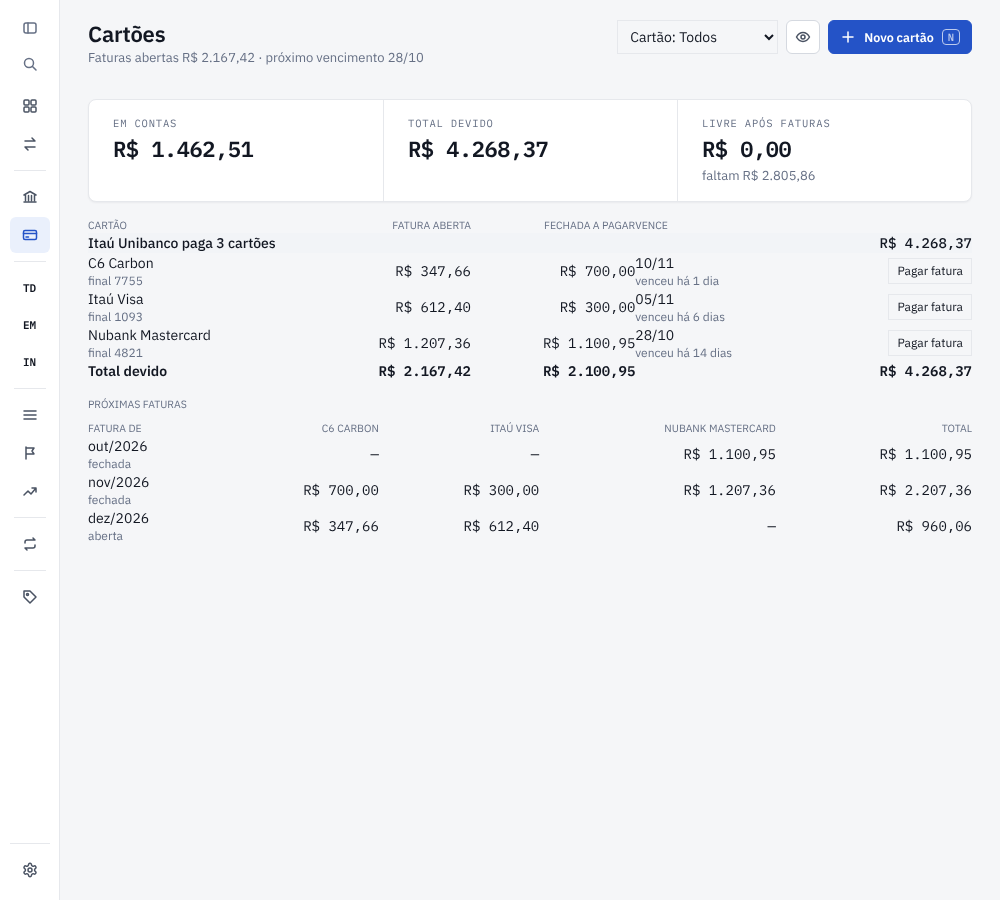 Cartões
Faturas abertas R$ 2.167,42 · próximo vencimento 28/10
Cartão: Todos
Novo cartão N
EM CONTAS
R$ 1.462,51
TOTAL DEVIDO
R$ 4.268,37
LIVRE APÓS FATURAS
R$ 0,00
faltam R$ 2.805,86
CARTÃO FATURA ABERTA FECHADA A PAGAR VENCE
Itaú Unibanco paga 3 cartões R$ 4.268,37
C6 Carbon R$ 347,66 R$ 700,00 10/11 Pagar fatura
final 7755 venceu há 1 dia
Itaú Visa R$ 612,40 R$ 300,00 05/11 Pagar fatura
final 1093 venceu há 6 dias
Nubank Mastercard R$ 1.207,36 R$ 1.100,95 28/10 Pagar fatura
final 4821 venceu há 14 dias
Total devido R$ 2.167,42 R$ 2.100,95 R$ 4.268,37
PRÓXIMAS FATURAS
FATURA DE C6 CARBON ITAÚ VISA NUBANK MASTERCARD TOTAL
out/2026 — — R$ 1.100,95 R$ 1.100,95
fechada
nov/2026 R$ 700,00 R$ 300,00 R$ 1.207,36 R$ 2.207,36
fechada
dez/2026 R$ 347,66 R$ 612,40 — R$ 960,06
aberta
TD
EM
IN